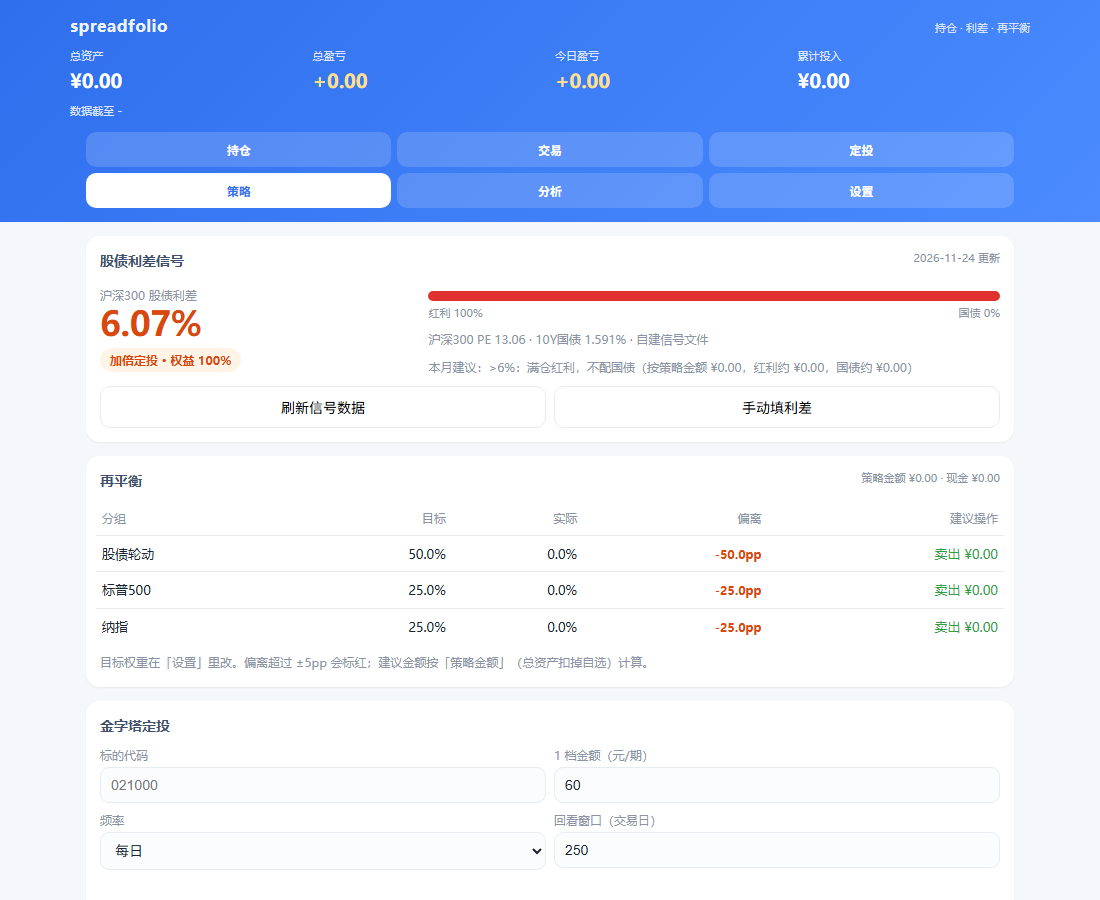 spreadfolio
持仓 · 利差 · 再平衡
总资产 总盈亏 今日盈亏 累计投入
¥0.00 +0.00 +0.00 ¥0.00
数据截至 -
持仓 交易 定投
策略 分析 设置
股债利差信号
2026-11-24 更新
沪深300 股债利差
6.07%
加倍定投 · 权益 100%
红利 100% 国债 0%
沪深300 PE 13.06 · 10Y国债 1.591% · 自建信号文件
本月建议：>6%：满仓红利，不配国债（按策略金额 ¥0.00，红利约 ¥0.00，国债约 ¥0.00）
刷新信号数据 手动填利差
再平衡
策略金额 ¥0.00 · 现金 ¥0.00
分组 目标 实际 偏离 建议操作
股债轮动 50.0% 0.0% -50.0pp 卖出 ¥0.00
标普500 25.0% 0.0% -25.0pp 卖出 ¥0.00
纳指 25.0% 0.0% -25.0pp 卖出 ¥0.00
目标权重在「设置」里改。偏离超过 ±5pp 会标红；建议金额按「策略金额」（总资产扣掉自选）计算。
金字塔定投
标的代码 1 档金额（元/期）
021000 60
频率 回看窗口（交易日）
每日 250